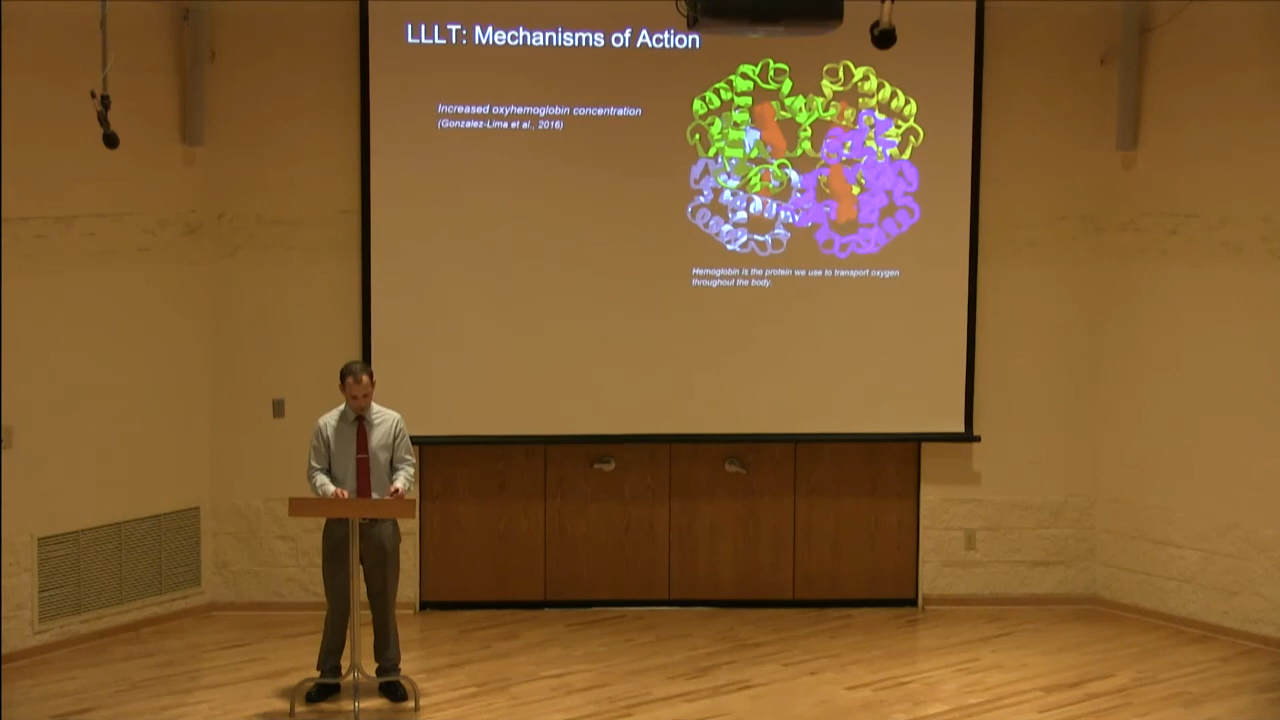 LLLT: Mechanisms of Action
Increased oxyhemoglobin concentration
(Gonzalez-Lima et al., 2016)
Hemoglobin is the protein we use to transport oxygen
throughout the body.